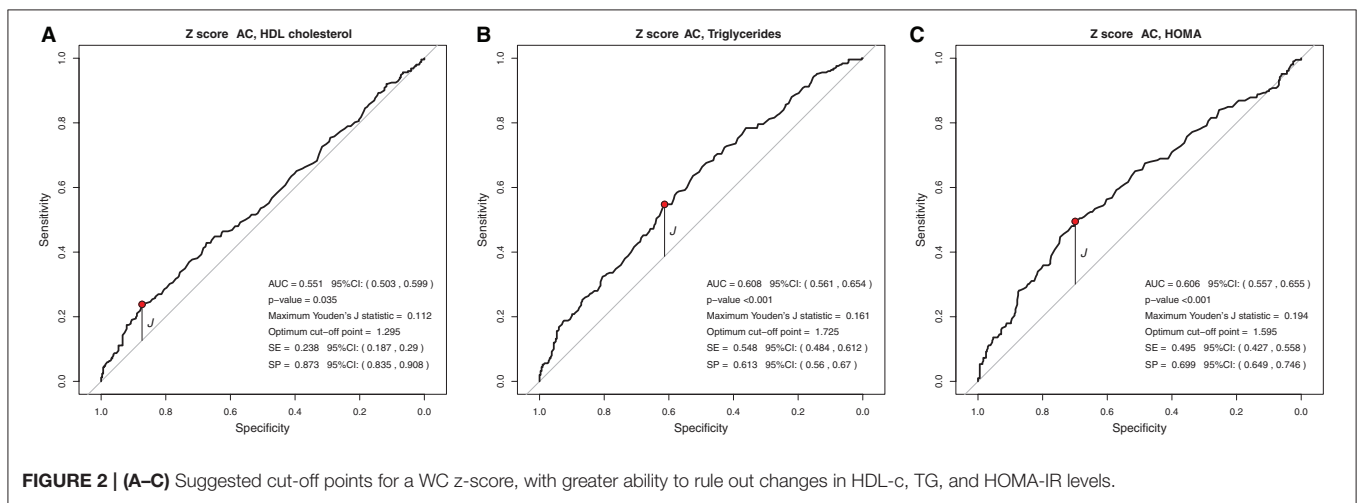 A
Z score AC, HDL cholesterol
1.0
0.8
0.6
0.4
0.2
0.0
Sensitivity
J
AUC = 0.551 95%CI: ( 0.503 , 0.599 )
p−value = 0.035
Maximum Youden's J statistic = 0.112
Optimum cut−off point = 1.295
SE = 0.238 95%CI: ( 0.187 , 0.29 )
SP = 0.873 95%CI: ( 0.835 , 0.908 )
1.0 0.8 0.6 0.4 0.2 0.0
Specificity
B
Z score AC, Triglycerides
1.0
0.8
0.6
0.4
0.2
0.0
Sensitivity
J
AUC = 0.608 95%CI: ( 0.561 , 0.654 )
p−value <0.001
Maximum Youden's J statistic = 0.161
Optimum cut−off point = 1.725
SE = 0.548 95%CI: ( 0.484 , 0.612 )
SP = 0.613 95%CI: ( 0.56 , 0.67 )
1.0 0.8 0.6 0.4 0.2 0.0
Specificity
C
Z score AC, HOMA
1.0
0.8
0.6
0.4
0.2
0.0
Sensitivity
J
AUC = 0.606 95%CI: ( 0.557 , 0.655 )
p−value <0.001
Maximum Youden's J statistic = 0.194
Optimum cut−off point = 1.595
SE = 0.495 95%CI: ( 0.427 , 0.558 )
SP = 0.699 95%CI: ( 0.649 , 0.746 )
1.0 0.8 0.6 0.4 0.2 0.0
Specificity
FIGURE 2 | (A–C) Suggested cut-off points for a WC z-score, with greater ability to rule out changes in HDL-c, TG, and HOMA-IR levels.